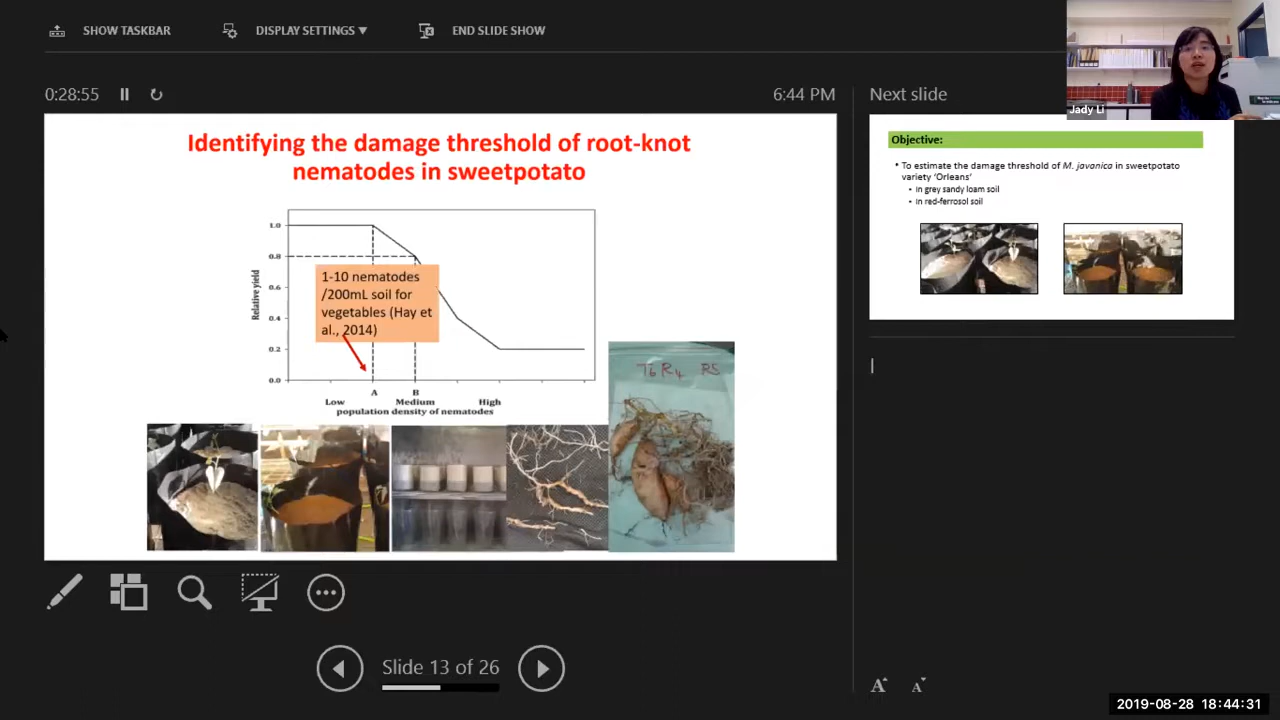 SHOW TASKBAR
DISPLAY SETTINGS ▼
END SLIDE SHOW
Jady Li
0:28:55
6:44 PM
Next slide
Identifying the damage threshold of root-knot
nematodes in sweetpotato
1.0
0.8
0.6
0.4
0.2
0.0
Relative yield
1-10 nematodes
/200mL soil for
vegetables (Hay et
al., 2014)
A
B
Low
Medium
High
population density of nematodes
T6 R4 R5
Objective:
• To estimate the damage threshold of M. javanica in sweetpotato
variety ‘Orleans’
• in grey sandy loam soil
• in red-ferrosol soil
Slide 13 of 26
A A
2019-08-28 18:44:31